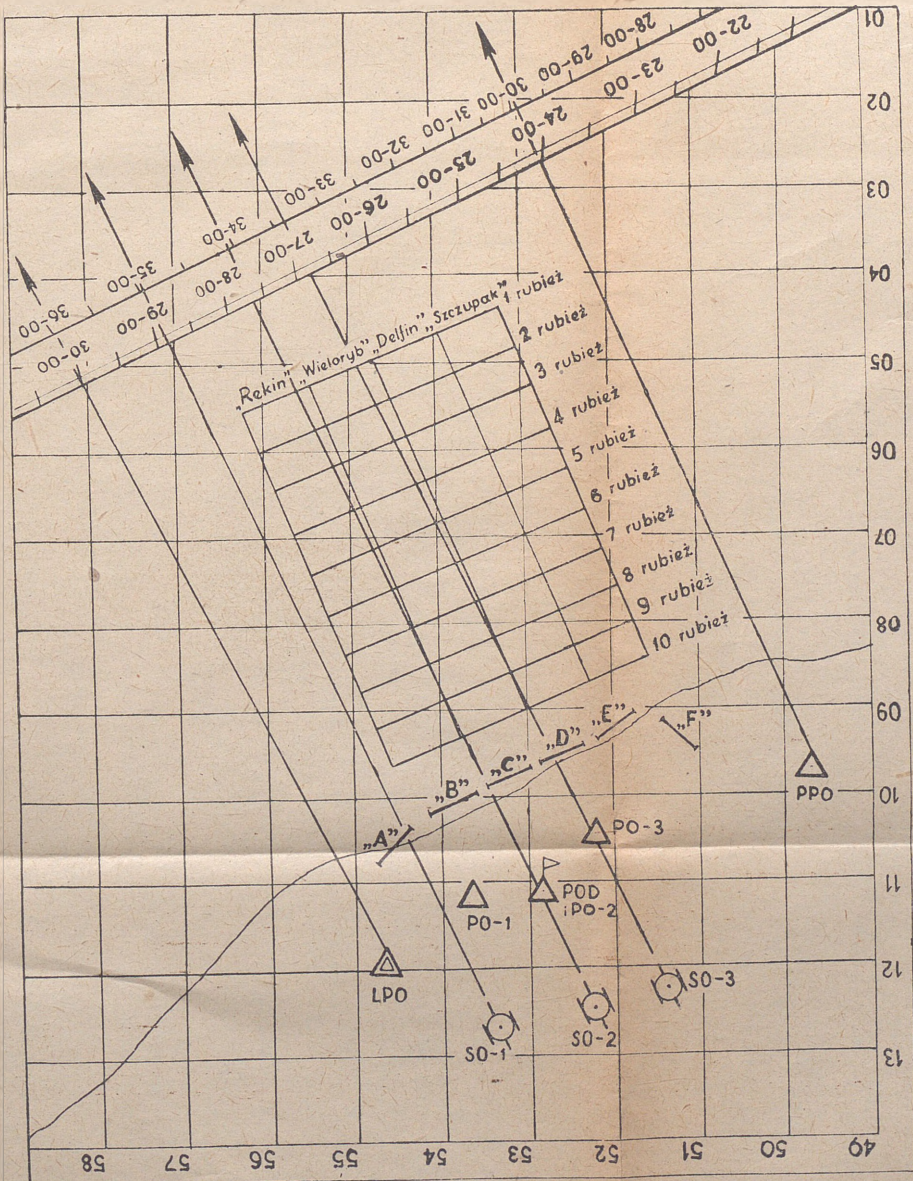 36-00
35-00
34-00
33-00
32-00
31-00
30-00
29-00
28-00
30-00
29-00
28-00
27-00
26-00
25-00
24-00
23-00
22-00
01
02
03
04
05
06
07
08
09
10
11
12
13
„Rekin” „Wieloryb” „Delfin” „Szczupak”
1 rubież
2 rubież
3 rubież
4 rubież
5 rubież
6 rubież
7 rubież
8 rubież
9 rubież
10 rubież
„A”
„B”
„C”
„D”
„E”
„F”
PPO
PO-3
POD
i PO-2
PO-1
LPO
SO-1
SO-2
SO-3
58
57
56
55
54
53
52
51
50
49